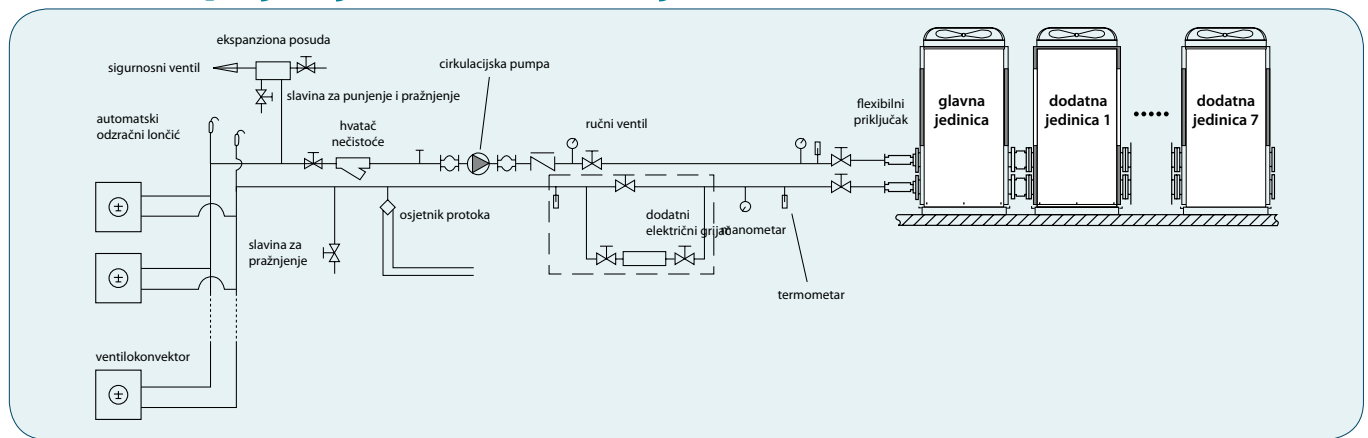 ekspanziona posuda
sigurnosni ventil
slavina za punjenje i pražnjenje
automatski
odzračni lončić
hvatač
nečistoće
cirkulacijska pumpa
ručni ventil
flexibilni
priključak
glavna
jedinica
dodatna
jedinica 1
dodatna
jedinica 7
osjetnik protoka
slavina za
pražnjenje
dodatni
električni grijač
manometar
termometar
ventilokonvektor